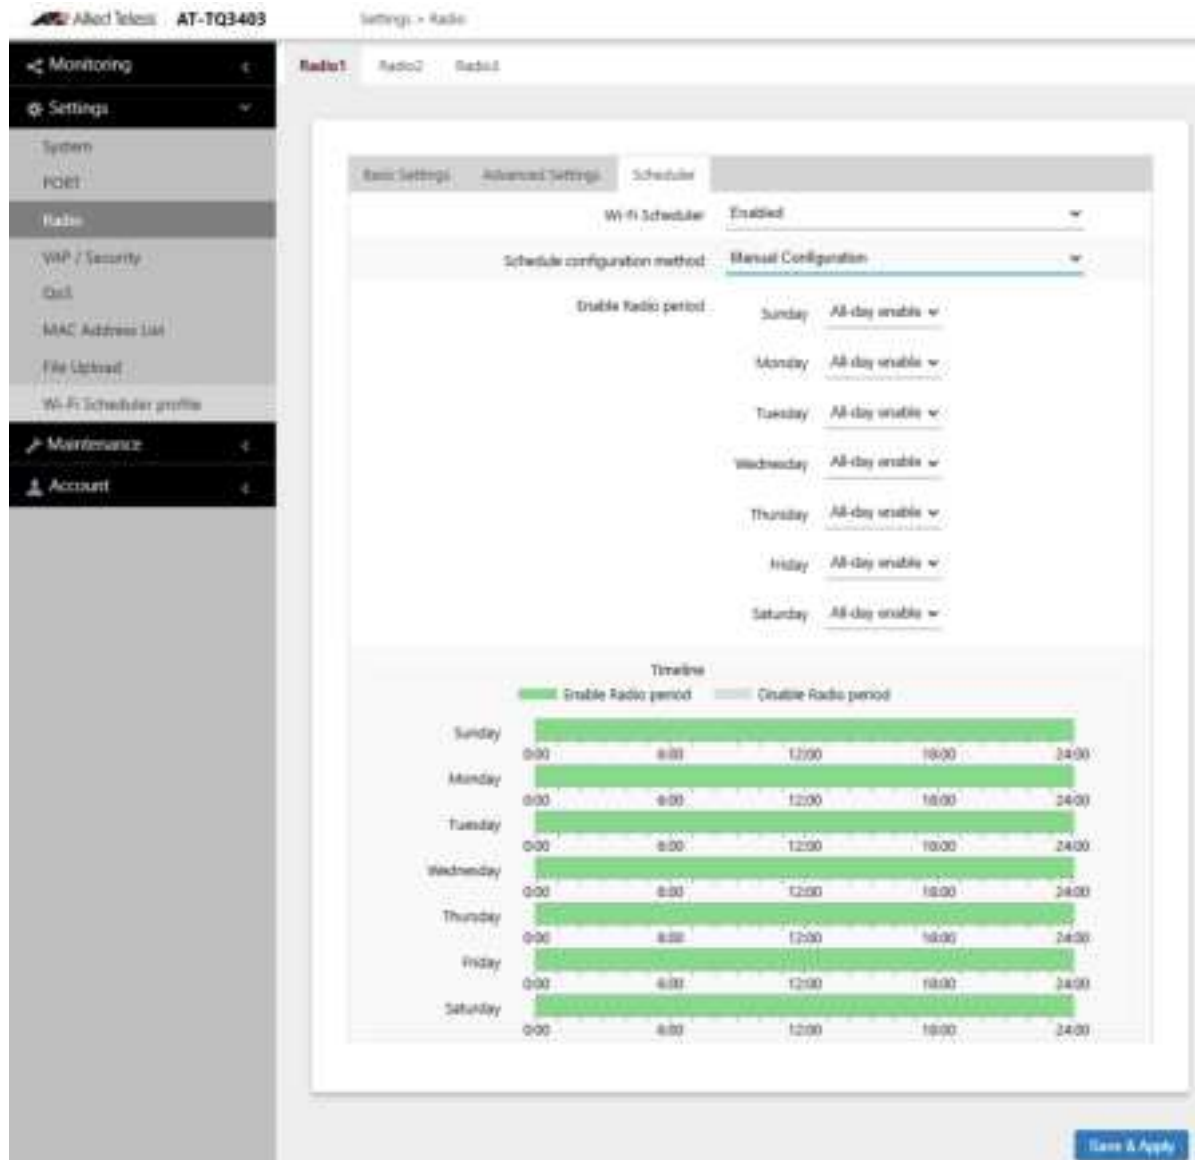 Allied Telesis AT-TQ3403
Settings > Radio
Monitoring
Radio1 Radio2 Radio3
Settings
System
PORT
Radio
VAP / Security
QoS
MAC Address List
File Upload
Wi-Fi Scheduler profile
Maintenance
Account
Basic Settings Advanced Settings Scheduler
Wi-Fi Scheduler Enabled
Schedule configuration method Manual Configuration
Enable Radio period
Sunday All-day enable
Monday All-day enable
Tuesday All-day enable
Wednesday All-day enable
Thursday All-day enable
Friday All-day enable
Saturday All-day enable
Timeline
Enable Radio period Disable Radio period
Sunday
0:00 6:00 12:00 18:00 24:00
Monday
0:00 6:00 12:00 18:00 24:00
Tuesday
0:00 6:00 12:00 18:00 24:00
Wednesday
0:00 6:00 12:00 18:00 24:00
Thursday
0:00 6:00 12:00 18:00 24:00
Friday
0:00 6:00 12:00 18:00 24:00
Saturday
0:00 6:00 12:00 18:00 24:00
Save & Apply